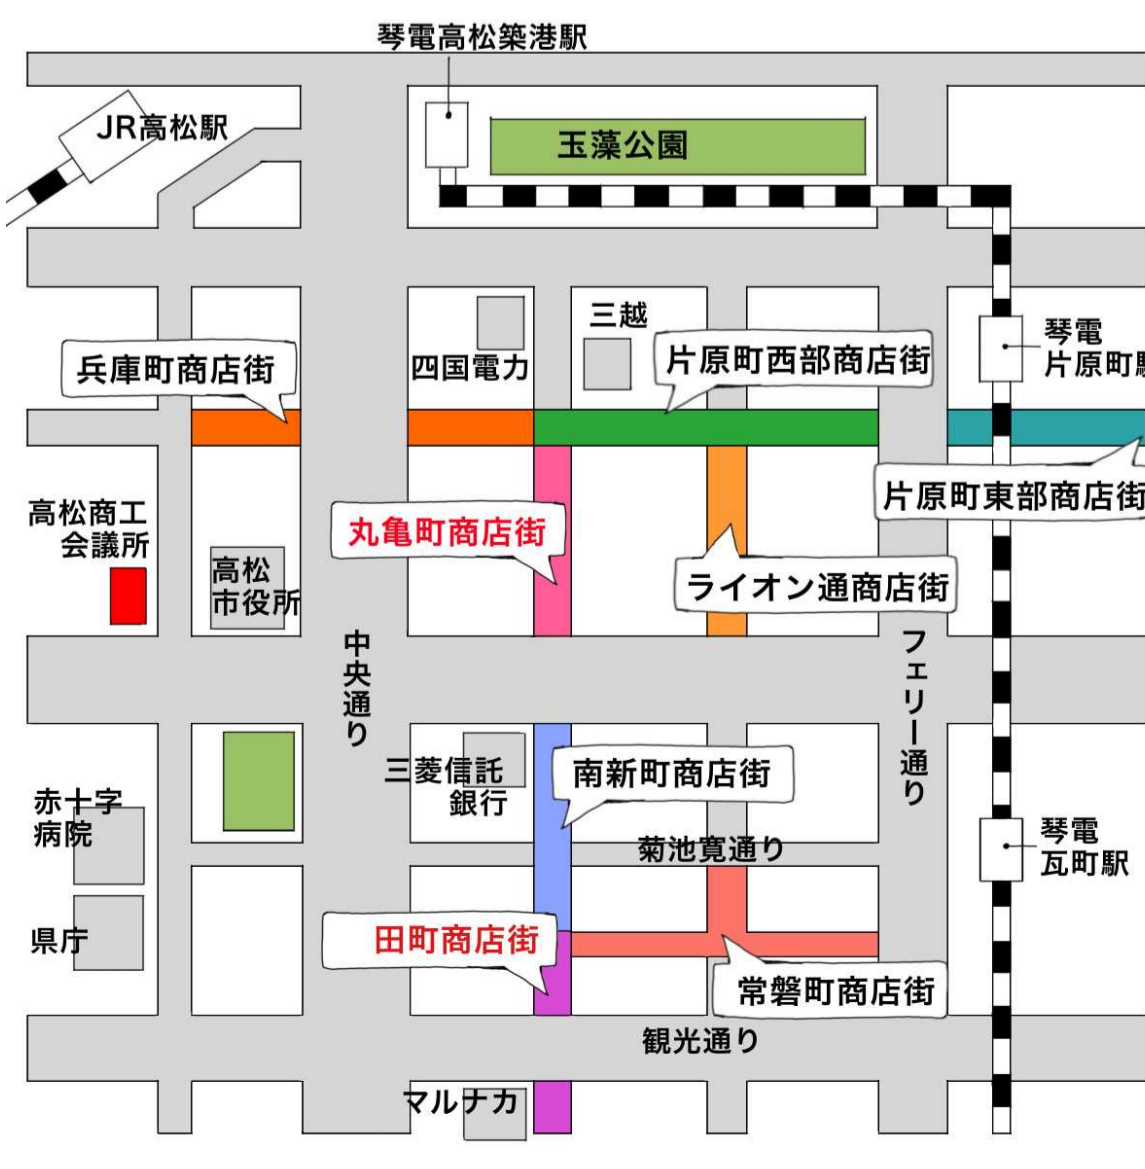 琴電高松築港駅
JR高松駅
玉藻公園
三越
琴電
片原町駅
兵庫町商店街
四国電力
片原町西部商店街
片原町東部商店街
高松商工
会議所
丸亀町商店街
高松
市役所
ライオン通商店街
中央通り
フェリー通り
三菱信託
銀行
南新町商店街
赤十字
病院
菊池寛通り
琴電
瓦町駅
県庁
田町商店街
常磐町商店街
観光通り
マルナカ